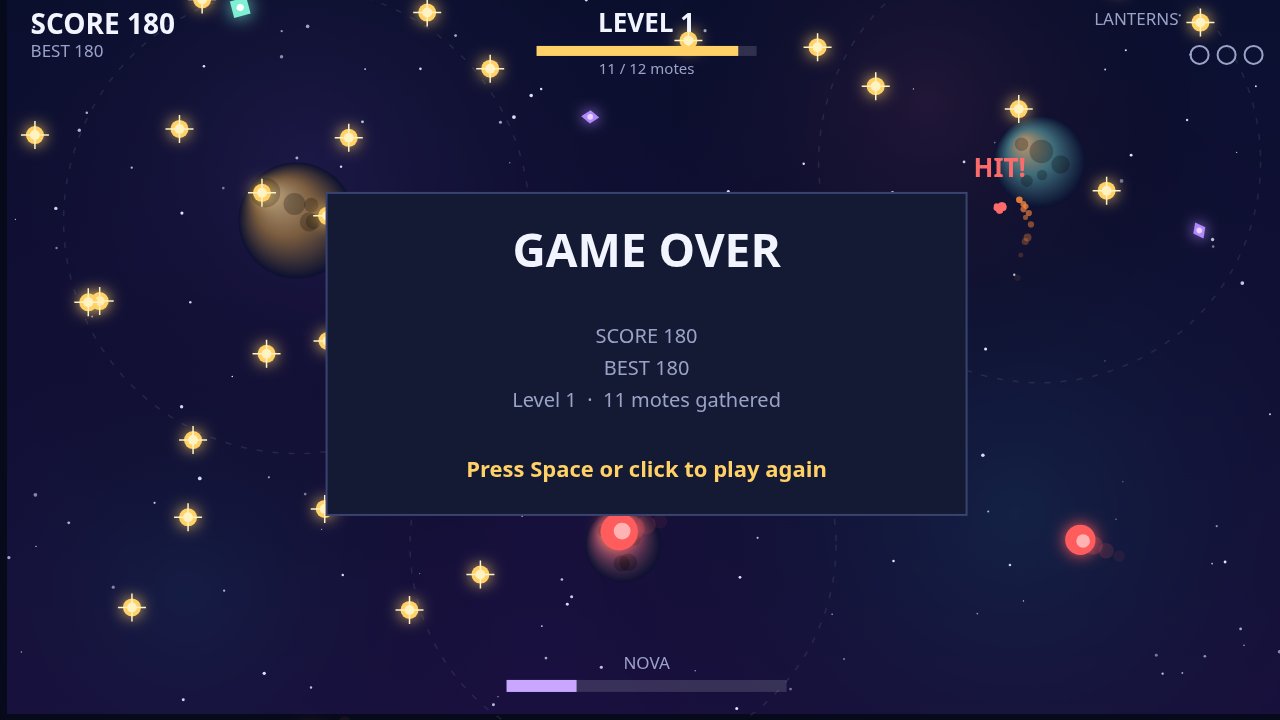 SCORE 180
BEST 180
LEVEL 1
11 / 12 motes
LANTERNS
HIT!
GAME OVER
SCORE 180
BEST 180
Level 1 · 11 motes gathered
Press Space or click to play again
NOVA